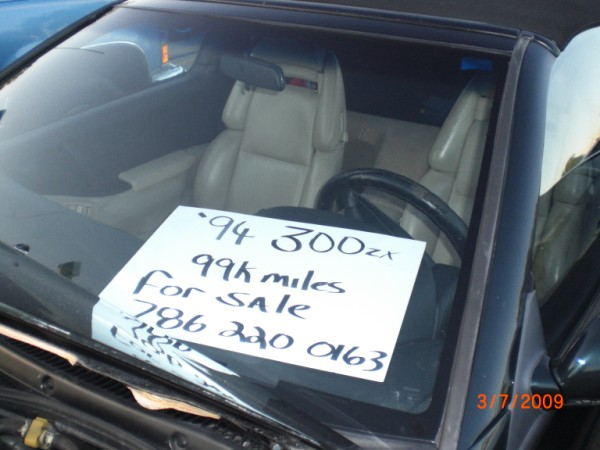 '94 300ZX
99K miles
For SALE
786 220 0163
3/7/2009